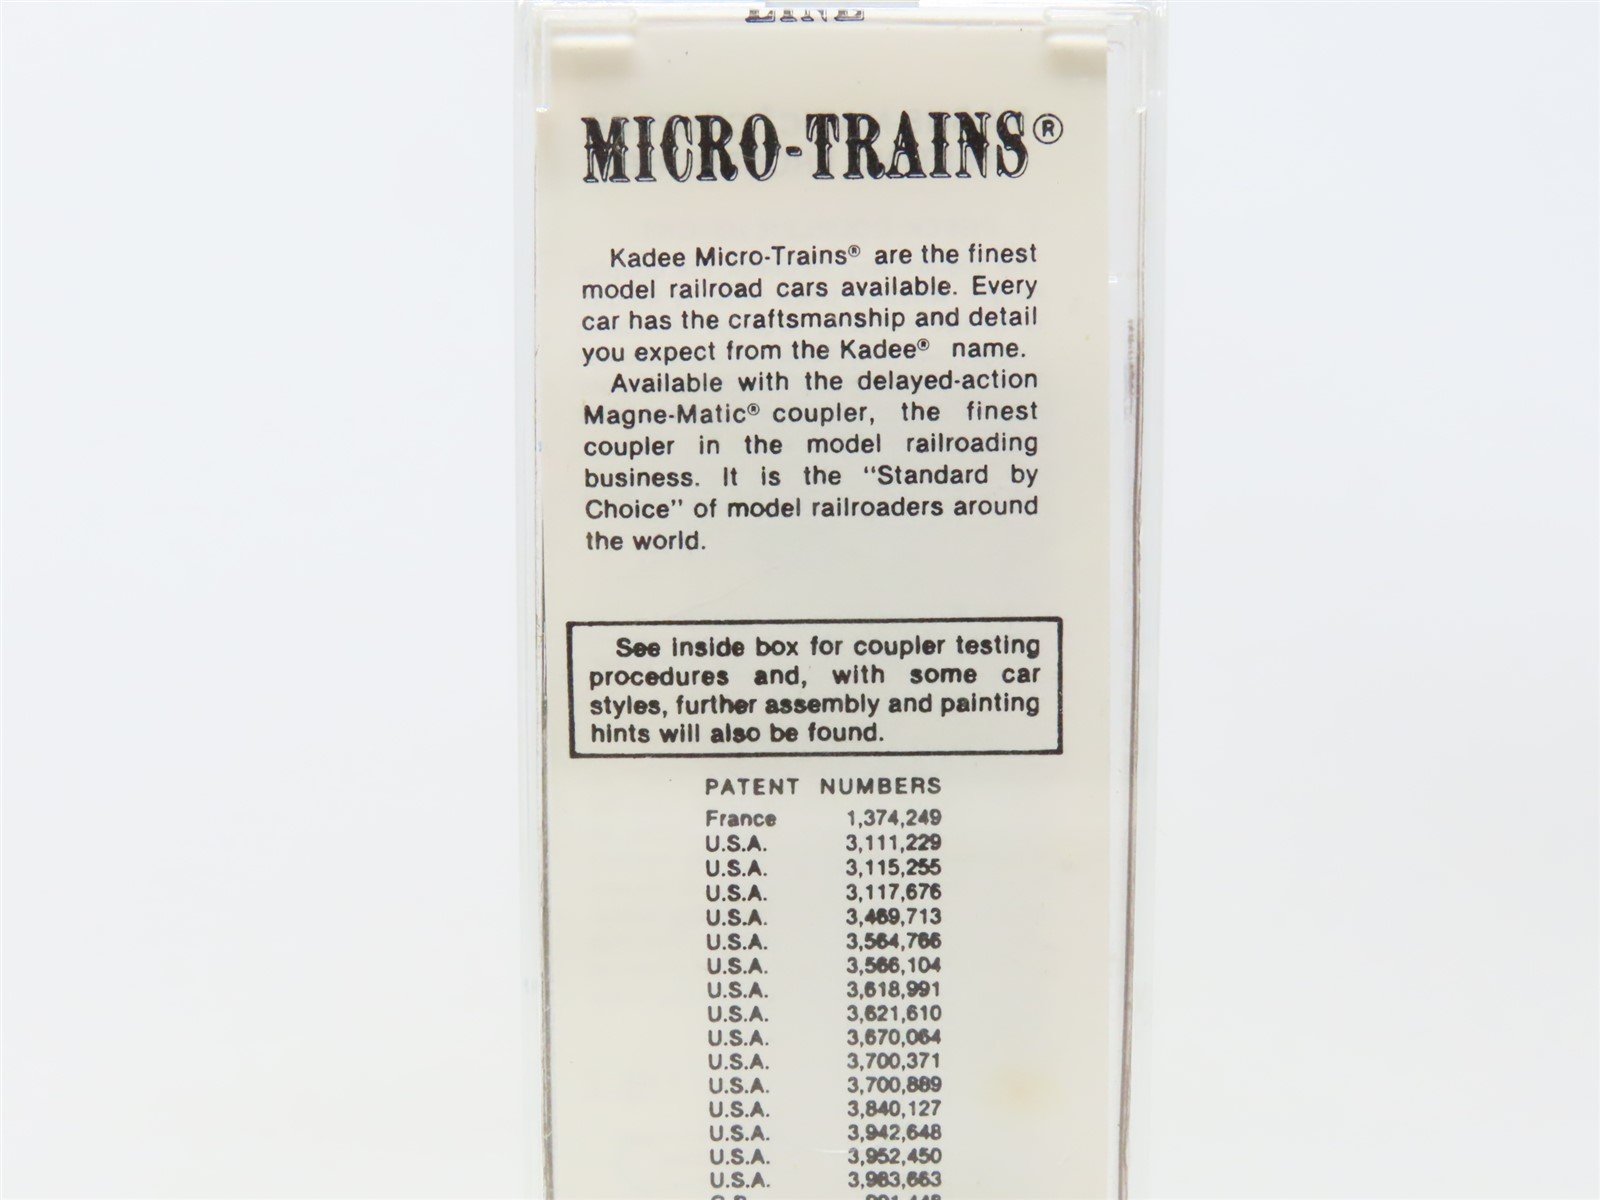 LINE
MICRO-TRAINS®
Kadee Micro-Trains® are the finest
model railroad cars available. Every
car has the craftsmanship and detail
you expect from the Kadee® name.
Available with the delayed-action
Magne-Matic® coupler, the finest
coupler in the model railroading
business. It is the “Standard by
Choice” of model railroaders around
the world.
See inside box for coupler testing
procedures and, with some car
styles, further assembly and painting
hints will also be found.
PATENT NUMBERS
France 1,374,249
U.S.A. 3,111,229
U.S.A. 3,115,255
U.S.A. 3,117,676
U.S.A. 3,469,713
U.S.A. 3,564,766
U.S.A. 3,566,104
U.S.A. 3,618,991
U.S.A. 3,621,610
U.S.A. 3,670,064
U.S.A. 3,700,371
U.S.A. 3,700,889
U.S.A. 3,840,127
U.S.A. 3,942,648
U.S.A. 3,952,450
U.S.A. 3,983,663